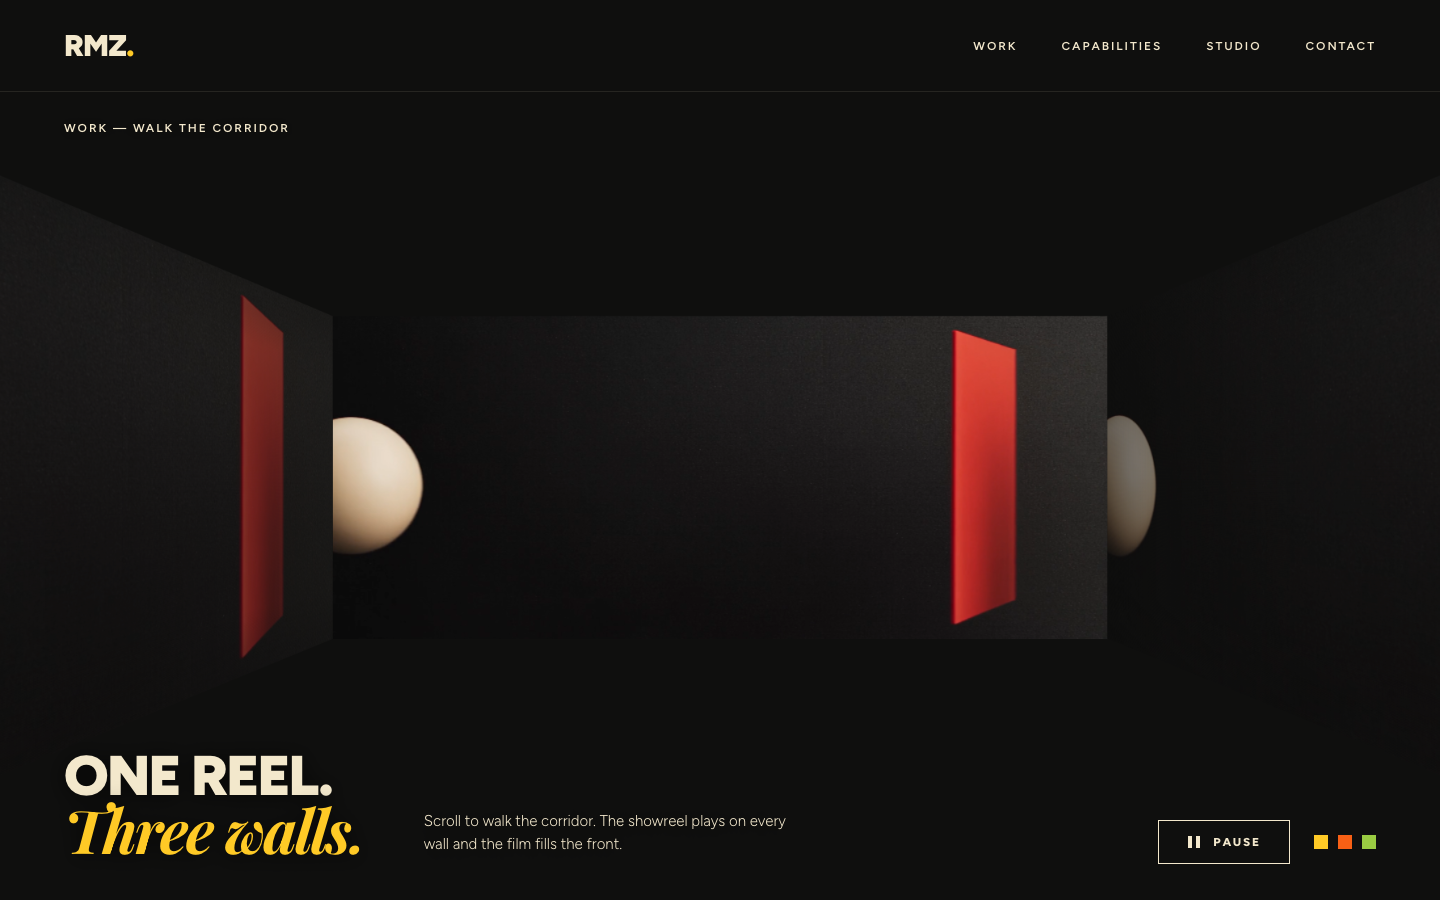 RMZ.
WORK
CAPABILITIES
STUDIO
CONTACT
WORK — WALK THE CORRIDOR
ONE REEL.
Three walls.
Scroll to walk the corridor. The showreel plays on every
wall and the film fills the front.
PAUSE